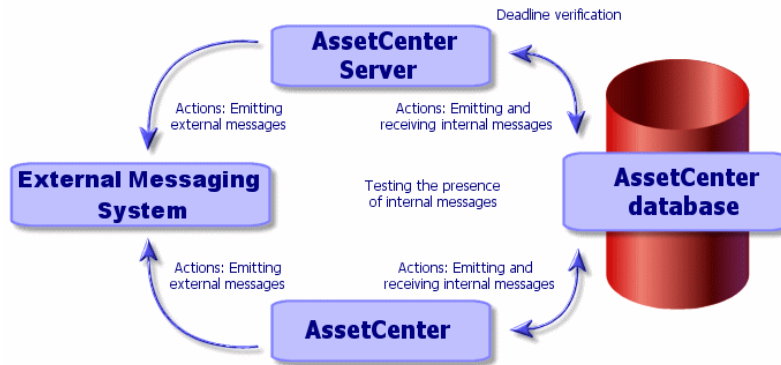 Deadline verification
AssetCenter
Server
Actions: Emitting
external messages
Actions: Emitting and
receiving internal messages
External Messaging
System
Testing the presence
of internal messages
AssetCenter
database
Actions: Emitting
external messages
Actions: Emitting and
receiving internal messages
AssetCenter